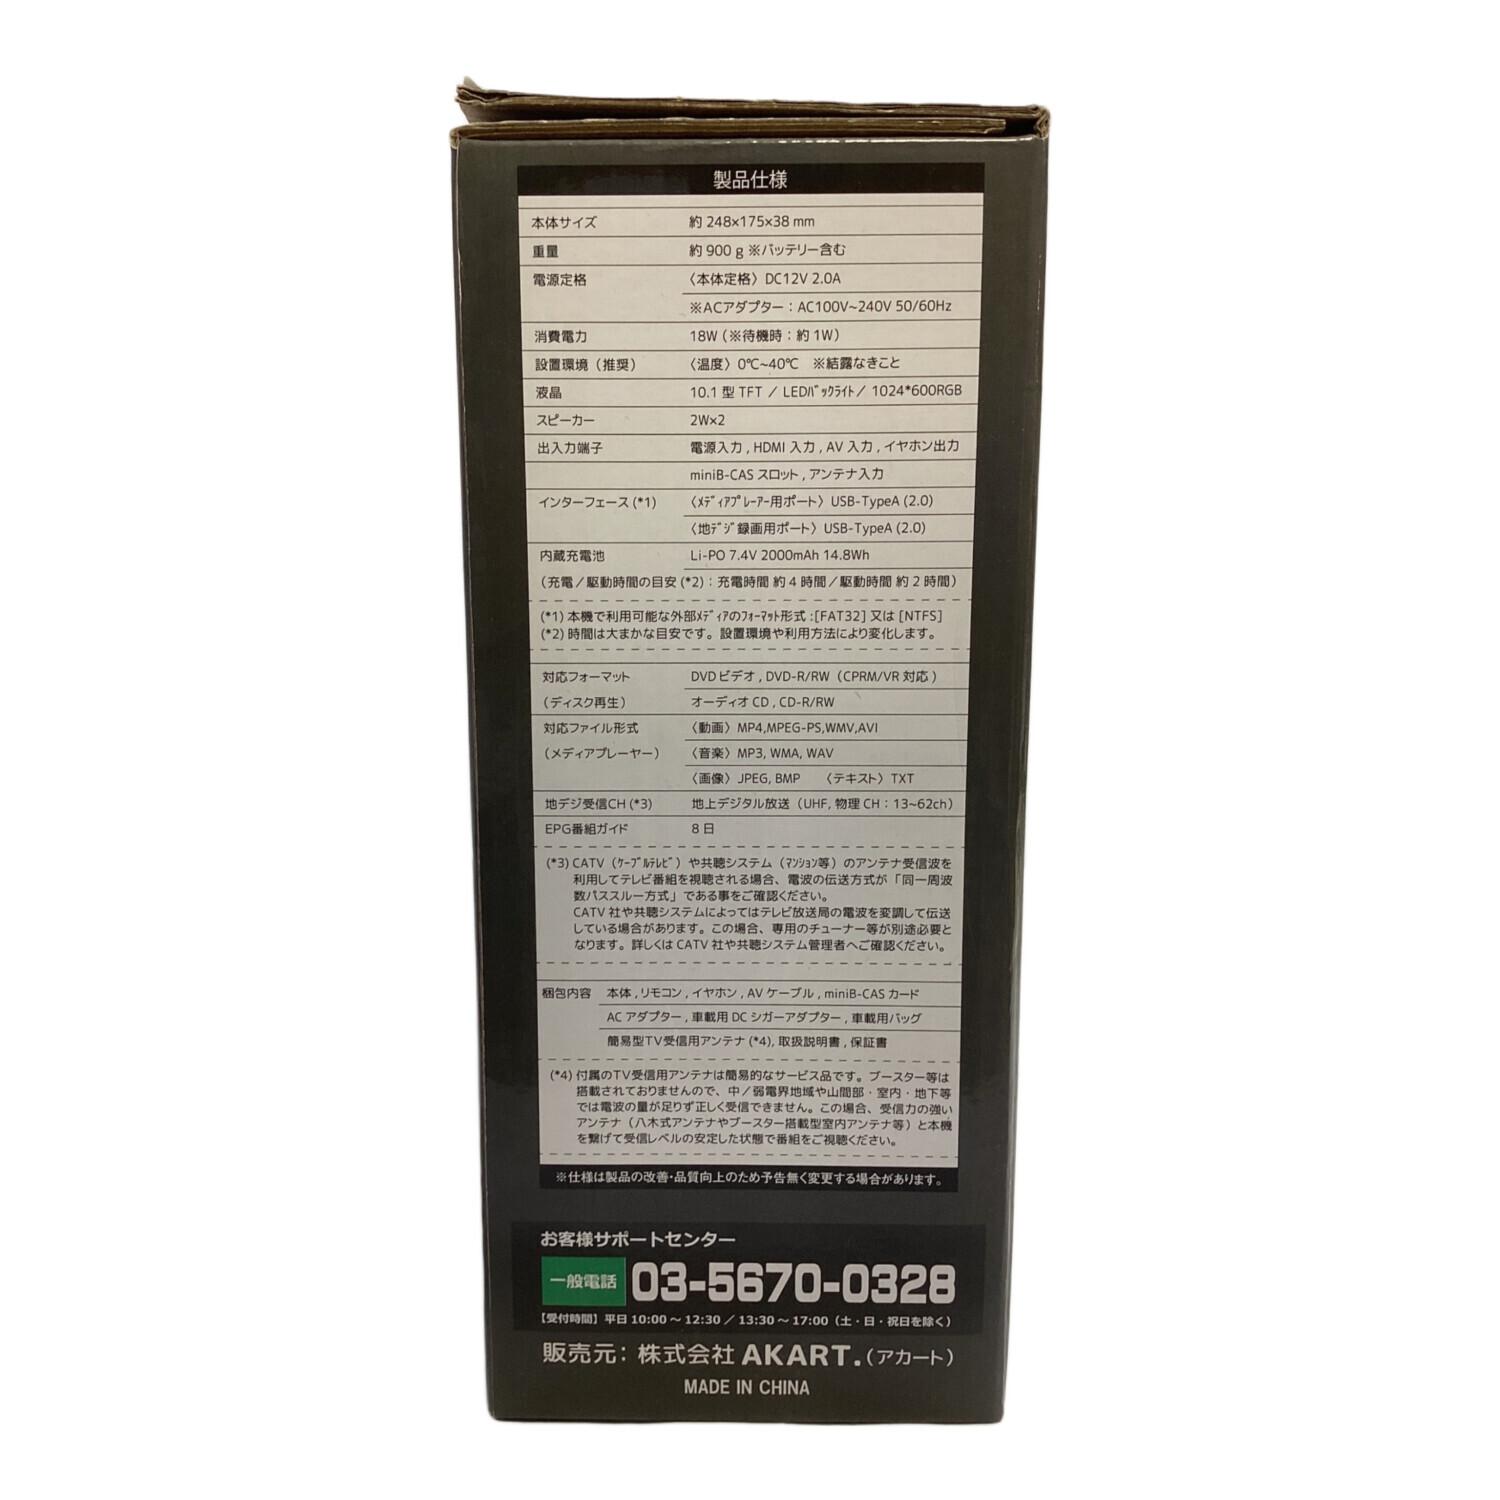 製品仕様
本体サイズ 約 248×175×38 mm
重量 約 900 g ※バッテリー含む
電源定格 〈本体定格〉DC12V 2.0A
※ACアダプター：AC100V~240V 50/60Hz
消費電力 18W（※待機時：約 1W）
設置環境（推奨） 〈温度〉0℃~40℃ ※結露なきこと
液晶 10.1 型 TFT / LEDﾊﾞｯｸﾗｲﾄ / 1024*600RGB
スピーカー 2W×2
出入力端子 電源入力 , HDMI 入力 , AV 入力 , イヤホン出力
miniB-CAS スロット , アンテナ入力
インターフェース (*1) 〈ﾒﾃﾞｨｱﾌﾟﾚｰｱｰ用ポート〉USB-TypeA (2.0)
〈地ﾃﾞｼﾞ録画用ポート〉USB-TypeA (2.0)
内蔵充電池 Li-PO 7.4V 2000mAh 14.8Wh
（充電／駆動時間の目安 (*2)：充電時間 約 4 時間 / 駆動時間 約 2 時間）
(*1) 本機で利用可能な外部ﾒﾃﾞｨｱのﾌｫｰﾏｯﾄ形式 :[FAT32] 又は [NTFS]
(*2) 時間は大まかな目安です。設置環境や利用方法により変化します。
対応フォーマット DVD ビデオ , DVD-R/RW（CPRM/VR 対応 )
（ディスク再生） オーディオ CD , CD-R/RW
対応ファイル形式 〈動画〉MP4,MPEG-PS,WMV,AVI
（メディアプレーヤー） 〈音楽〉MP3, WMA, WAV
〈画像〉JPEG, BMP 〈テキスト〉TXT
地デジ受信CH (*3) 地上デジタル放送（UHF, 物理 CH：13~62ch）
EPG番組ガイド 8 日
(*3) CATV（ｹｰﾌﾞﾙﾃﾚﾋﾞ）や共聴システム（ﾏﾝｼｮﾝ等）のアンテナ受信波を
利用してテレビ番組を視聴される場合、電波の伝送方式が「同一周波
数パススルー方式」である事をご確認ください。
CATV 社や共聴システムによってはテレビ放送局の電波を変調して伝送
している場合があります。この場合、専用のチューナー等が別途必要と
なります。詳しくは CATV 社や共聴システム管理者へご確認ください。
梱包内容 本体 , リモコン , イヤホン , AV ケーブル , miniB-CAS カード
AC アダプター , 車載用 DC シガーアダプター , 車載用バッグ
簡易型TV受信用アンテナ (*4), 取扱説明書 , 保証書
(*4) 付属のTV受信用アンテナは簡易的なサービス品です。ブースター等は
搭載されておりませんので、中／弱電界地域や山間部・室内・地下等
では電波の量が足りず正しく受信できません。この場合、受信力の強い
アンテナ（八木式アンテナやブースター搭載型室内アンテナ等）と本機
を繋げて受信レベルの安定した状態で番組をご視聴ください。
※仕様は製品の改善・品質向上のため予告無く変更する場合があります。
お客様サポートセンター
一般電話 03-5670-0328
【受付時間】平日 10:00 ～ 12:30 / 13:30 ～ 17:00（土・日・祝日を除く）
販売元：株式会社 AKART.（アカート）
MADE IN CHINA